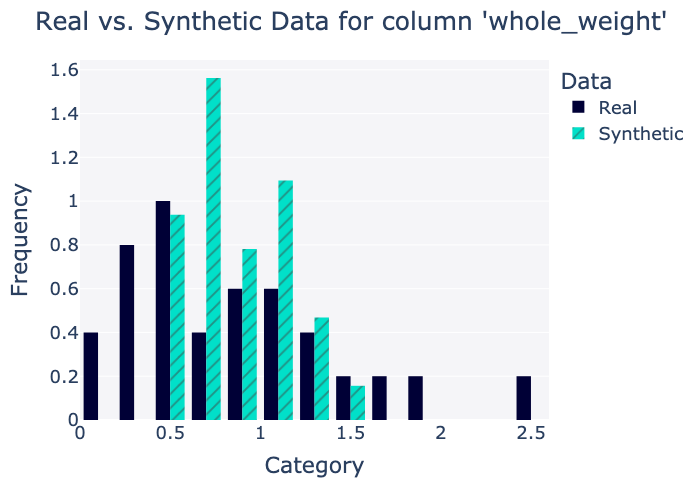 Real vs. Synthetic Data for column 'whole_weight'
Data
Real
Synthetic
Frequency
1.6
1.4
1.2
1
0.8
0.6
0.4
0.2
0
0 0.5 1 1.5 2 2.5
Category